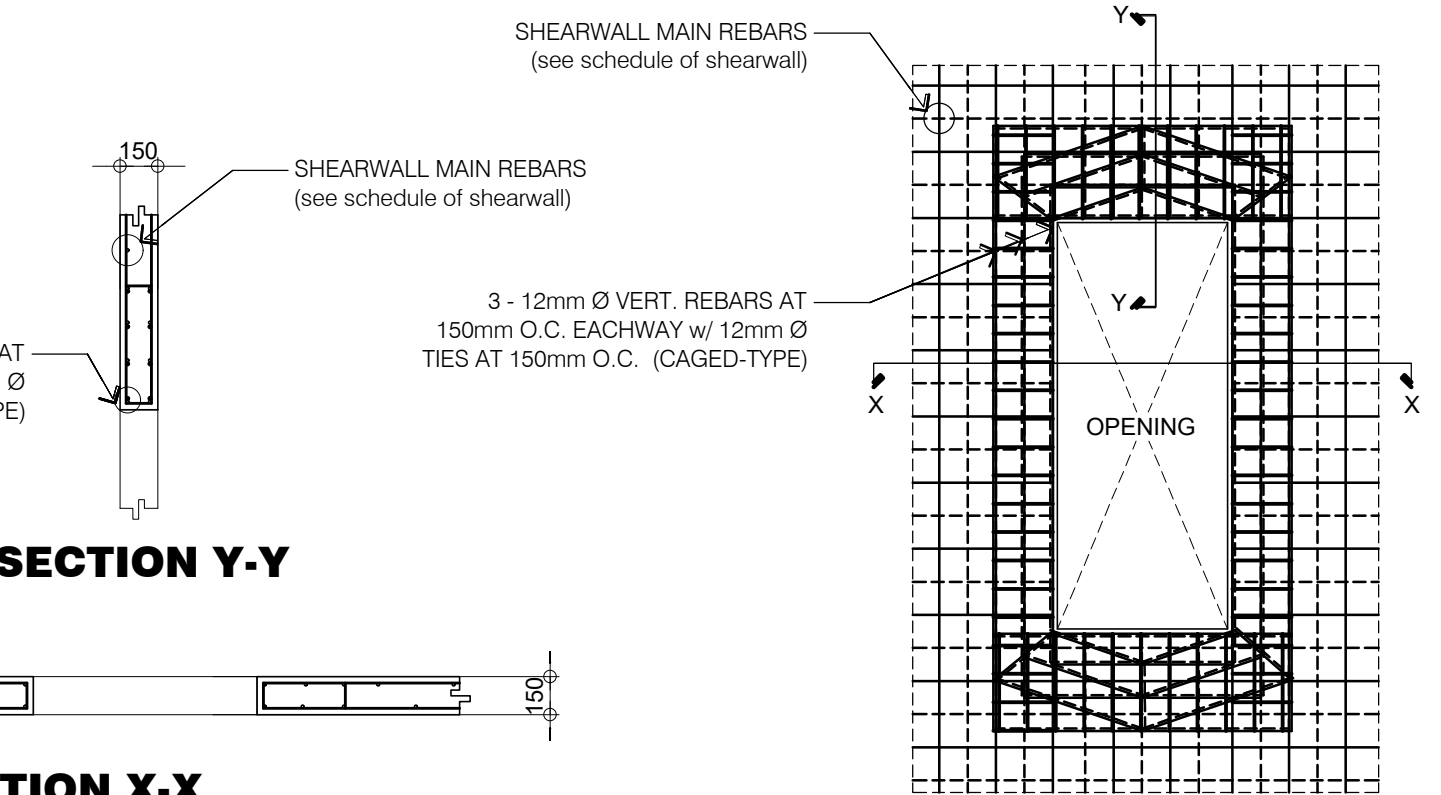 SHEARWALL MAIN REBARS
(see schedule of shearwall)
Y
150
SHEARWALL MAIN REBARS
(see schedule of shearwall)
3 - 12mm Ø VERT. REBARS AT
150mm O.C. EACHWAY w/ 12mm Ø
TIES AT 150mm O.C. (CAGED-TYPE)
Y
AT
Ø
PE)
X
X
OPENING
SECTION Y-Y
150
TION X-X